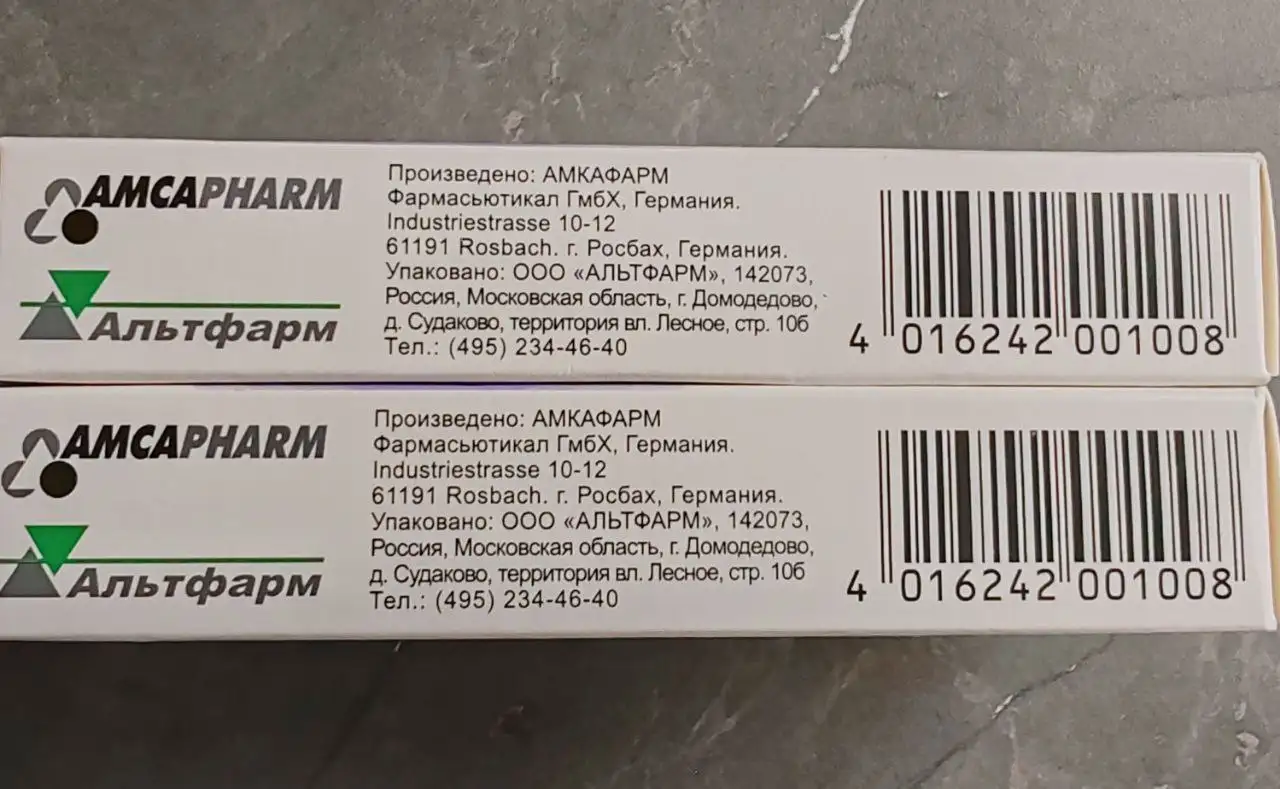 AMCAPHARM
Альтфарм
Произведено: АМКАФАРМ
Фармасьютикал ГмбХ, Германия.
Industriestrasse 10-12
61191 Rosbach. г. Росбах, Германия.
Упаковано: ООО «АЛЬТФАРМ», 142073,
Россия, Московская область, г. Домодедово,
д. Судаково, территория вл. Лесное, стр. 10б
Тел.: (495) 234-46-40
4 016242 001008
AMCAPHARM
Альтфарм
Произведено: АМКАФАРМ
Фармасьютикал ГмбХ, Германия.
Industriestrasse 10-12
61191 Rosbach. г. Росбах, Германия.
Упаковано: ООО «АЛЬТФАРМ», 142073,
Россия, Московская область, г. Домодедово,
д. Судаково, территория вл. Лесное, стр. 10б
Тел.: (495) 234-46-40
4 016242 001008